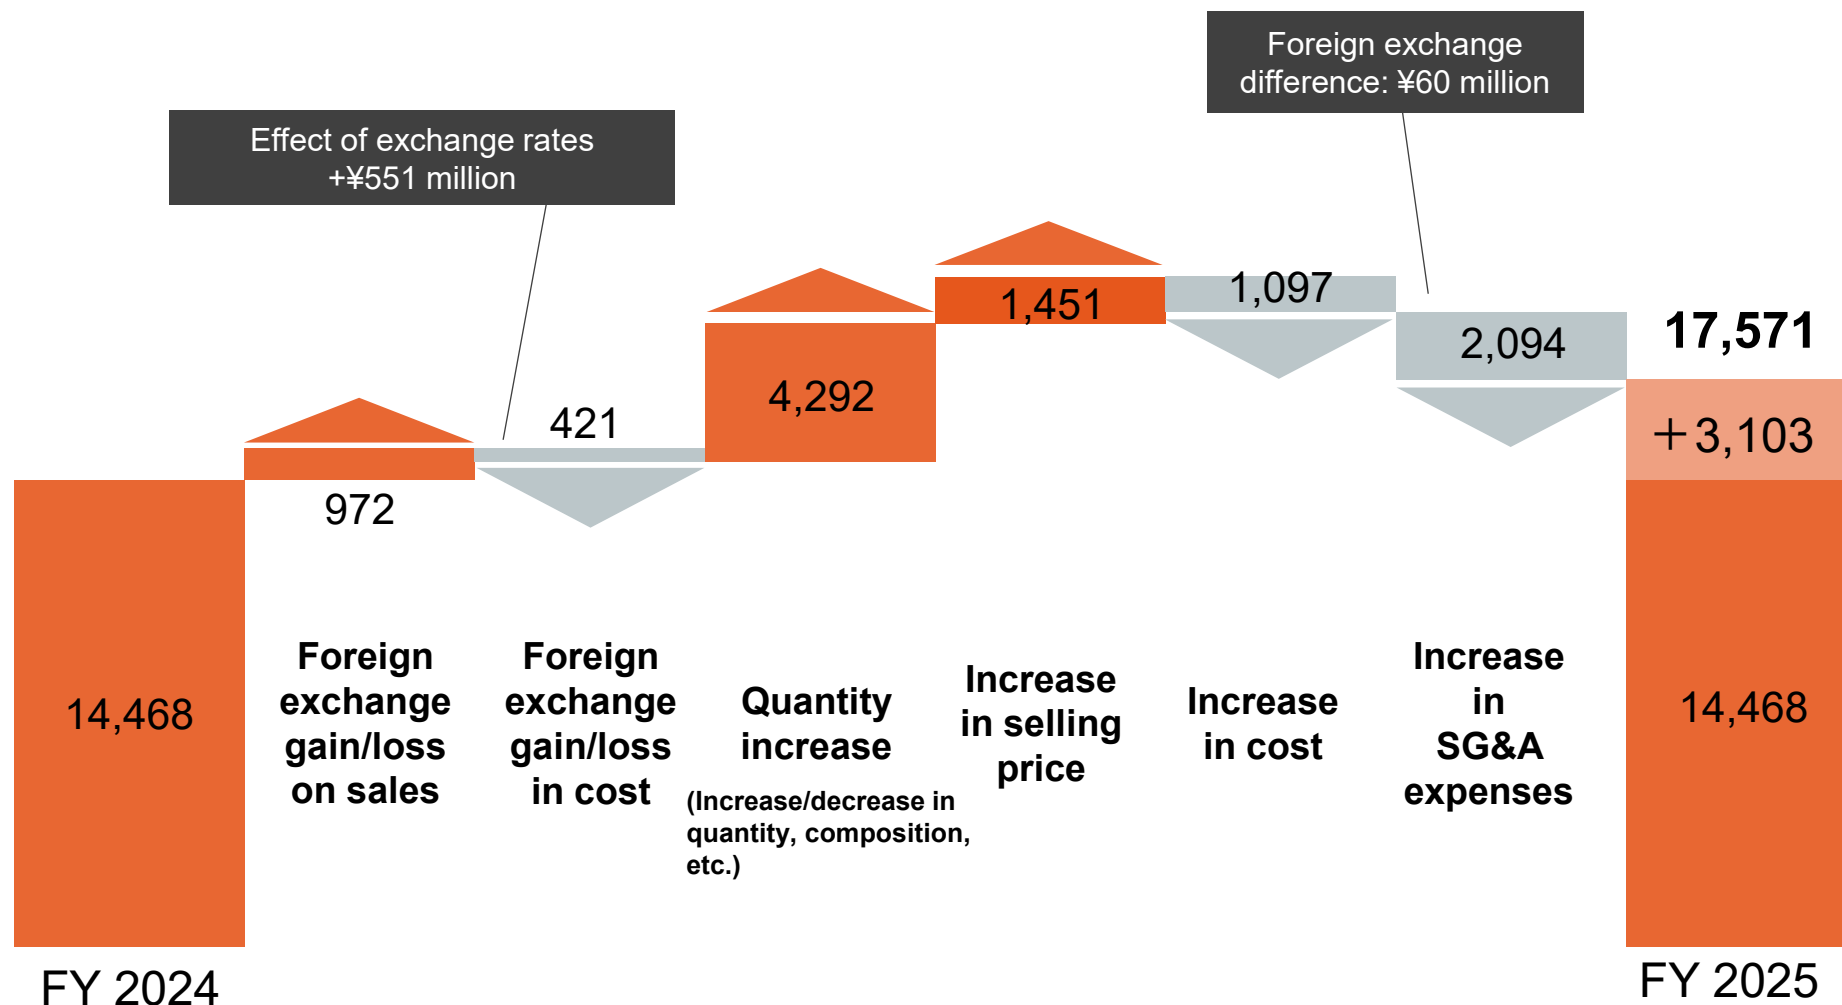 Foreign exchange
difference: ¥60 million
Effect of exchange rates
+¥551 million
14,468
972
421
4,292
1,451
1,097
2,094
17,571
+3,103
14,468
Foreign
exchange
gain/loss
on sales
Foreign
exchange
gain/loss
in cost
Quantity
increase
(Increase/decrease in
quantity, composition,
etc.)
Increase
in selling
price
Increase
in cost
Increase
in
SG&A
expenses
FY 2024
FY 2025